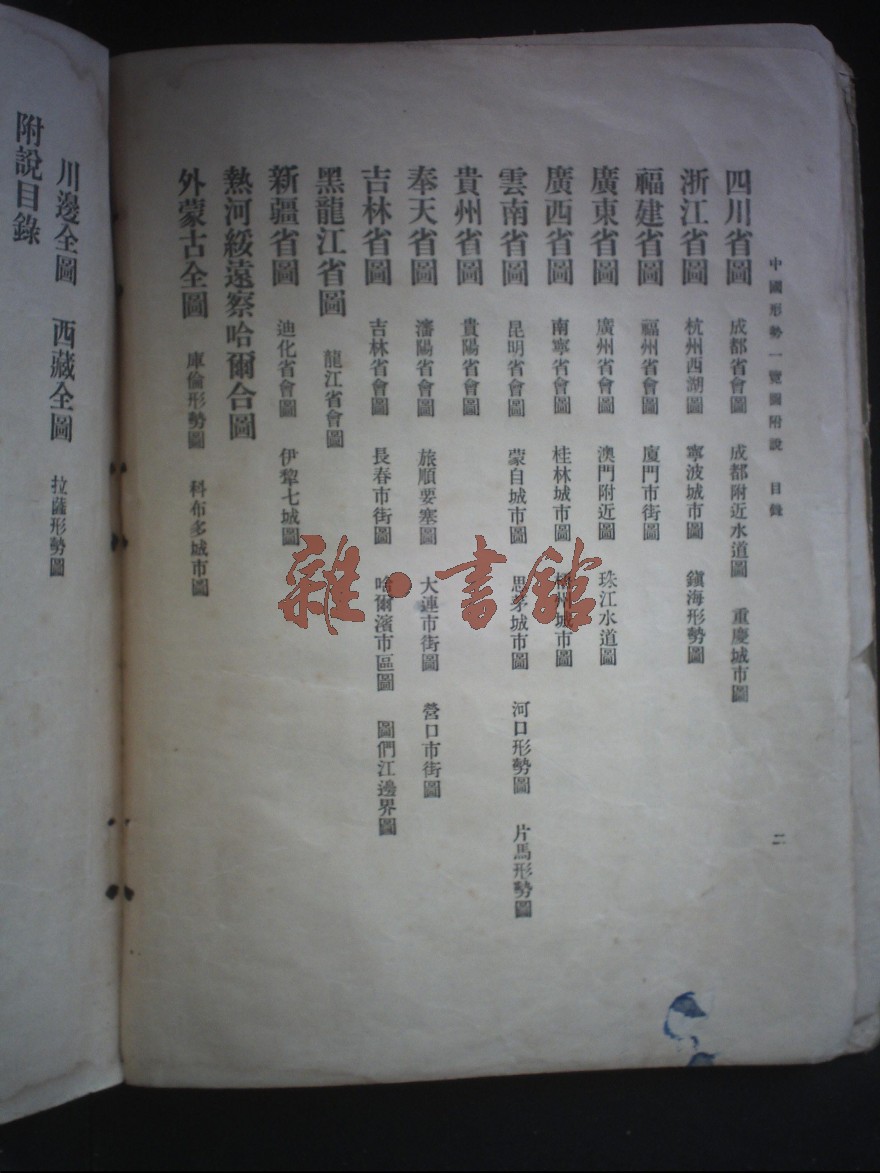 中國形勢一覽圖附說 目錄 二
四川省圖 成都省會圖 成都附近水道圖 重慶城市圖
浙江省圖 杭州西湖圖 寧波城市圖 鎭海形勢圖
福建省圖 福州省會圖 廈門市街圖
廣東省圖 廣州省會圖 澳門附近圖 珠江水道圖
廣西省圖 南寧省會圖 桂林城市圖 梧州城市圖
雲南省圖 昆明省會圖 蒙自城市圖 思茅城市圖 河口形勢圖 片馬形勢圖
貴州省圖 貴陽省會圖
奉天省圖 瀋陽省會圖 旅順要塞圖 大連市街圖 營口市街圖
吉林省圖 吉林省會圖 長春市街圖 哈爾濱市區圖 圖們江邊界圖
黑龍江省圖 龍江省會圖
新疆省圖 迪化省會圖 伊犂七城圖
熱河綏遠察哈爾合圖
外蒙古全圖 庫倫形勢圖 科布多城市圖
川邊全圖 西藏全圖 拉薩形勢圖
附說目錄
雜·書館